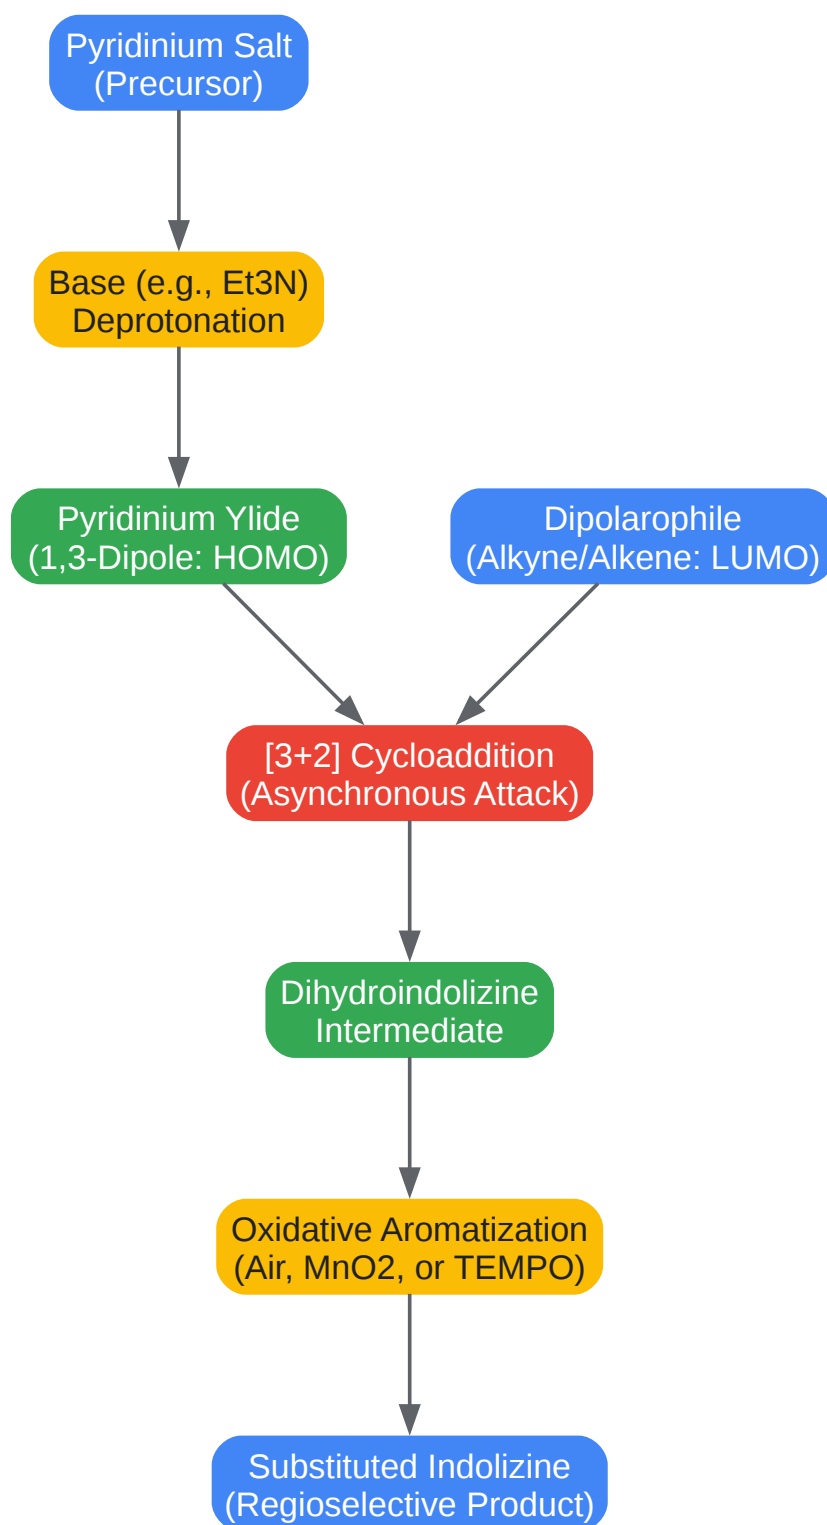 Pyridinium Salt
(Precursor)
Base (e.g., Et3N)
Deprotonation
Pyridinium Ylide
(1,3-Dipole: HOMO)
Dipolarophile
(Alkyne/Alkene: LUMO)
[3+2] Cycloaddition
(Asynchronous Attack)
Dihydroindolizine
Intermediate
Oxidative Aromatization
(Air, MnO2, or TEMPO)
Substituted Indolizine
(Regioselective Product)